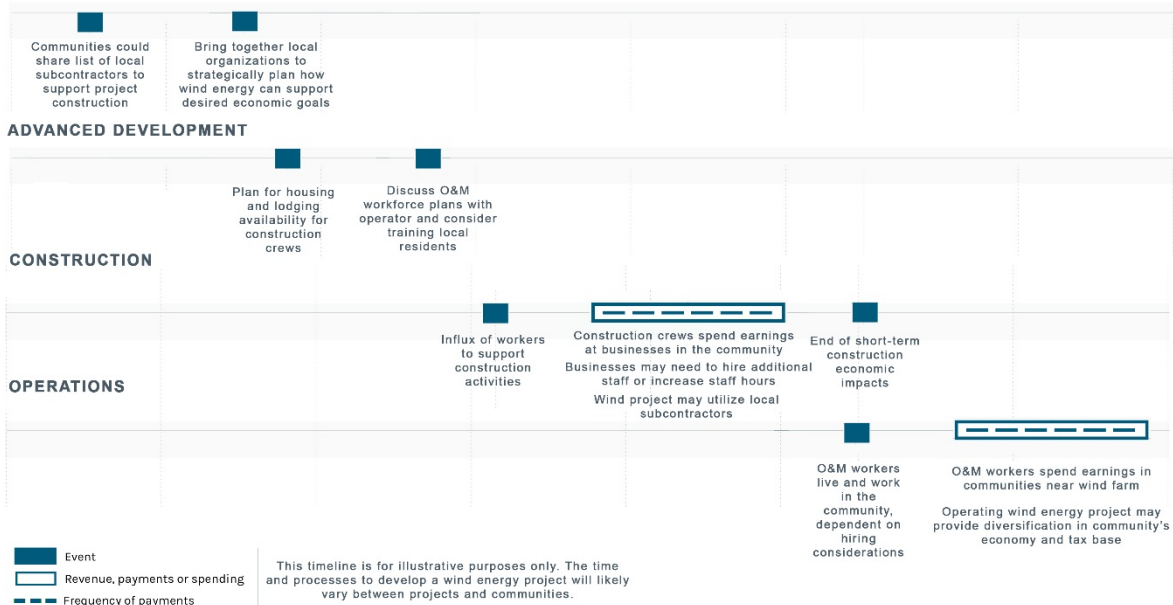 Communities could
share list of local
subcontractors to
support project
construction
Bring together local
organizations to
strategically plan how
wind energy can support
desired economic goals
ADVANCED DEVELOPMENT
Plan for housing
and lodging
availability for
construction
crews
Discuss O&M
workforce plans with
operator and consider
training local
residents
CONSTRUCTION
Influx of workers
to support
construction
activities
Construction crews spend earnings
at businesses in the community
Businesses may need to hire additional
staff or increase staff hours
Wind project may utilize local
subcontractors
End of short-term
construction
economic
impacts
OPERATIONS
O&M workers
live and work
in the
community,
dependent on
hiring
considerations
O&M workers spend earnings in
communities near wind farm
Operating wind energy project may
provide diversification in community's
economy and tax base
Event
Revenue, payments or spending
Frequency of payments
This timeline is for illustrative purposes only. The time
and processes to develop a wind energy project will likely
vary between projects and communities.